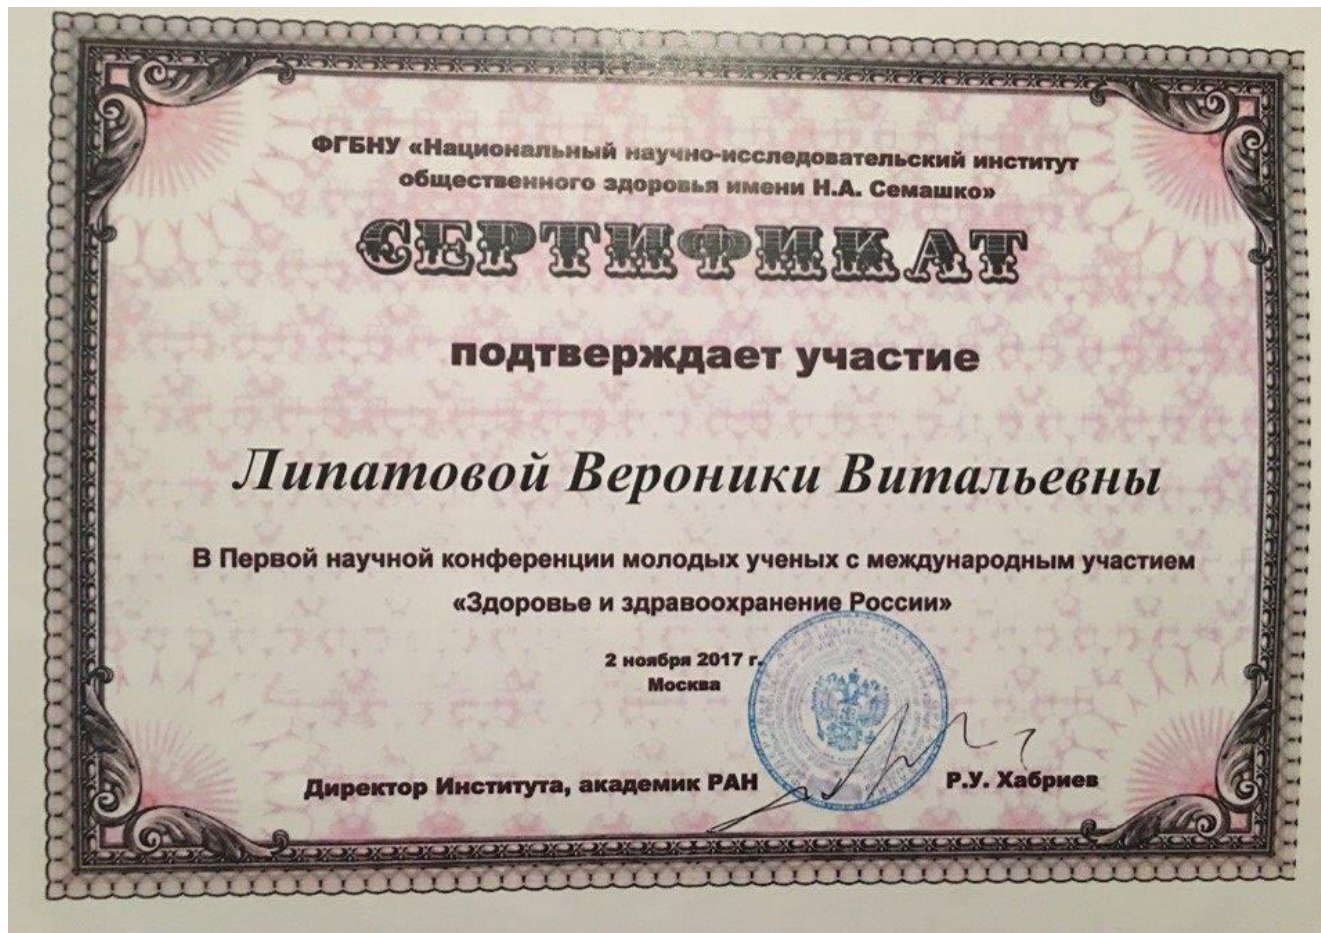 ФГБНУ «Национальный научно-исследовательский институт
общественного здоровья имени Н.А. Семашко»
СЕРТИФИКАТ
подтверждает участие
Липатовой Вероники Витальевны
В Первой научной конференции молодых ученых с международным участием
«Здоровье и здравоохранение России»
2 ноября 2017 г.
Москва
Директор Института, академик РАН Р.У. Хабриев